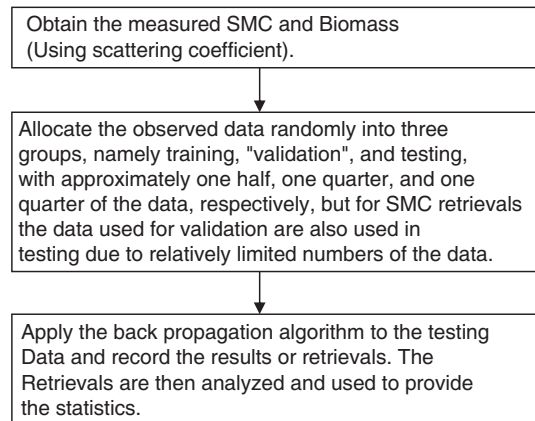 Obtain the measured SMC and Biomass
(Using scattering coefficient).
Allocate the observed data randomly into three
groups, namely training, "validation", and testing,
with approximately one half, one quarter, and one
quarter of the data, respectively, but for SMC retrievals
the data used for validation are also used in
testing due to relatively limited numbers of the data.
Apply the back propagation algorithm to the testing
Data and record the results or retrievals. The
Retrievals are then analyzed and used to provide
the statistics.